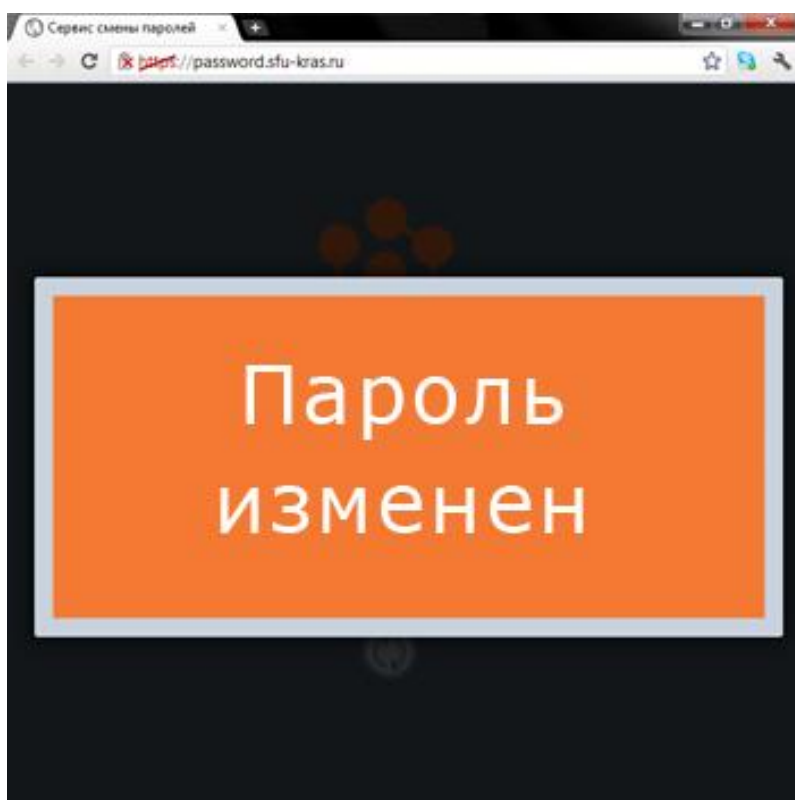 Сервис смены паролей
https://password.sfu-kras.ru
Пароль
изменен